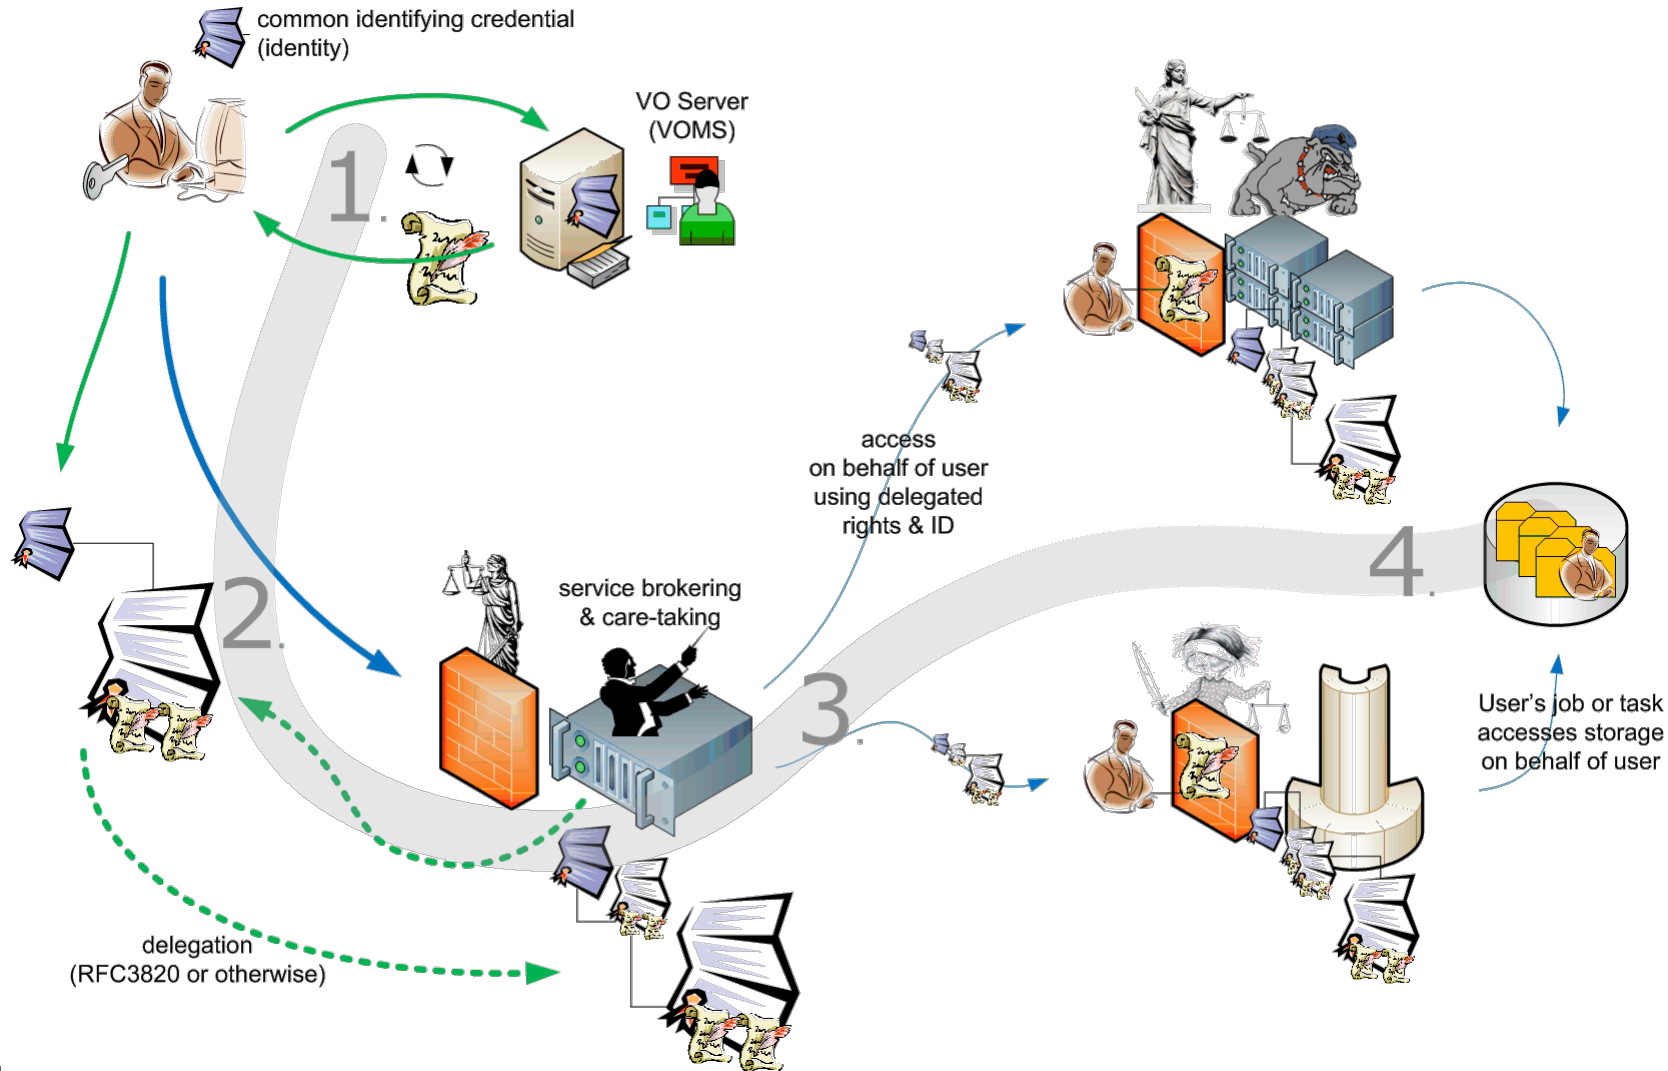 common identifying credential
(identity)
VO Server
(VOMS)
1.
access
on behalf of user
using delegated
rights & ID
4.
2.
service brokering
& care-taking
3.
User's job or task
accesses storage
on behalf of user
delegation
(RFC3820 or otherwise)